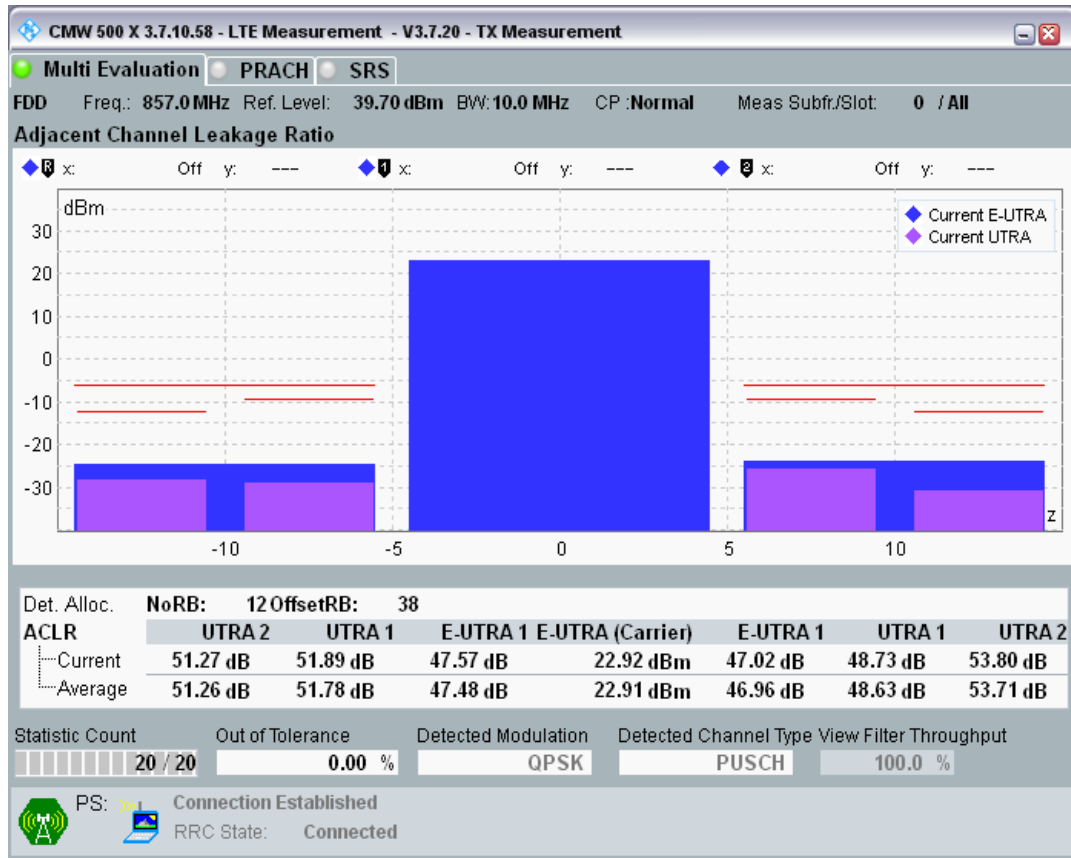 CMW 500 X 3.7.10.58 - LTE Measurement - V3.7.20 - TX Measurement
Multi Evaluation PRACH SRS
FDD Freq.: 857.0 MHz Ref. Level: 39.70 dBm BW: 10.0 MHz CP :Normal Meas Subfr./Slot: 0 / All
Adjacent Channel Leakage Ratio
R x: Off y: --- 1 x: Off y: --- 2 x: Off y: ---
dBm
Current E-UTRA
Current UTRA
30
20
10
0
-10
-20
-30
z
-10 -5 0 5 10
Det. Alloc. NoRB: 12 OffsetRB: 38
ACLR UTRA 2 UTRA 1 E-UTRA 1 E-UTRA (Carrier) E-UTRA 1 UTRA 1 UTRA 2
Current 51.27 dB 51.89 dB 47.57 dB 22.92 dBm 47.02 dB 48.73 dB 53.80 dB
Average 51.26 dB 51.78 dB 47.48 dB 22.91 dBm 46.96 dB 48.63 dB 53.71 dB
Statistic Count Out of Tolerance Detected Modulation Detected Channel Type View Filter Throughput
20 / 20 0.00 % QPSK PUSCH 100.0 %
PS: Connection Established
RRC State: Connected